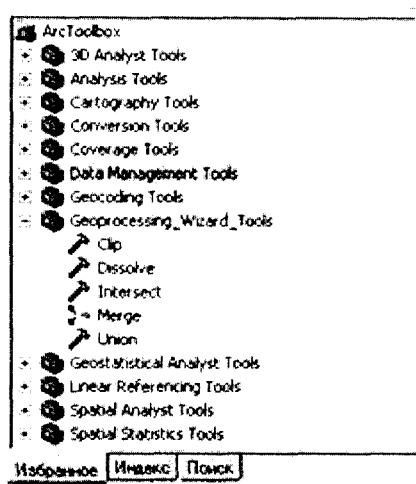 ArcToolbox
3D Analyst Tools
Analysis Tools
Cartography Tools
Conversion Tools
Coverage Tools
Data Management Tools
Geocoding Tools
Geoprocessing_Wizard_Tools
Clip
Dissolve
Intersect
Merge
Union
Geostatistical Analyst Tools
Linear Referencing Tools
Spatial Analyst Tools
Spatial Statistics Tools
Избранное Индекс Поиск